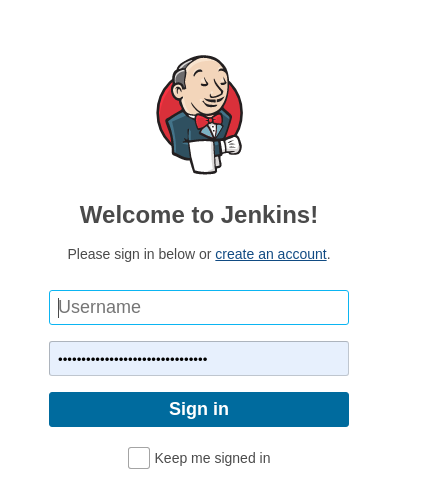 Welcome to Jenkins!
Please sign in below or create an account.
Username
••••••••••••••••••••••••••••••••
Sign in
Keep me signed in